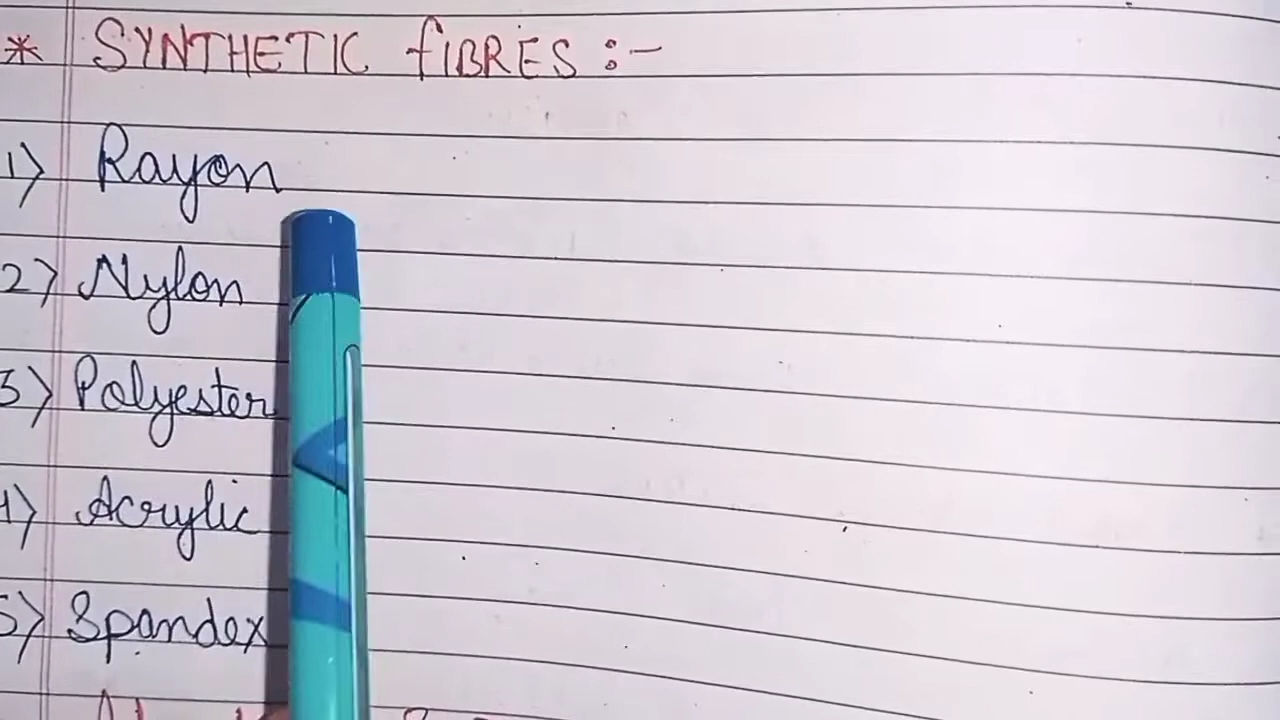 * SYNTHETIC fIBRES :-
1) Rayon
2) Nylon
3) Polyester
4) Acrylic
5) Spandex